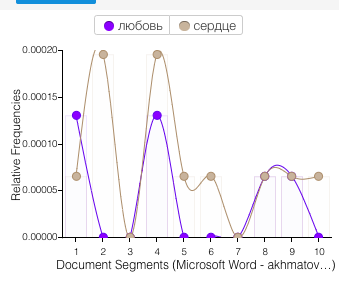 любовь сердце
0.00020
0.00015
0.00010
0.00005
0.00000
Relative Frequencies
1 2 3 4 5 6 7 8 9 10
Document Segments (Microsoft Word - akhmatov…)